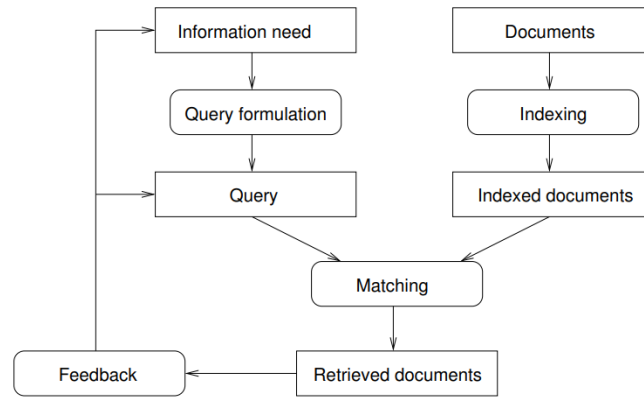 Information need
Documents
Query formulation
Indexing
Query
Indexed documents
Matching
Feedback
Retrieved documents